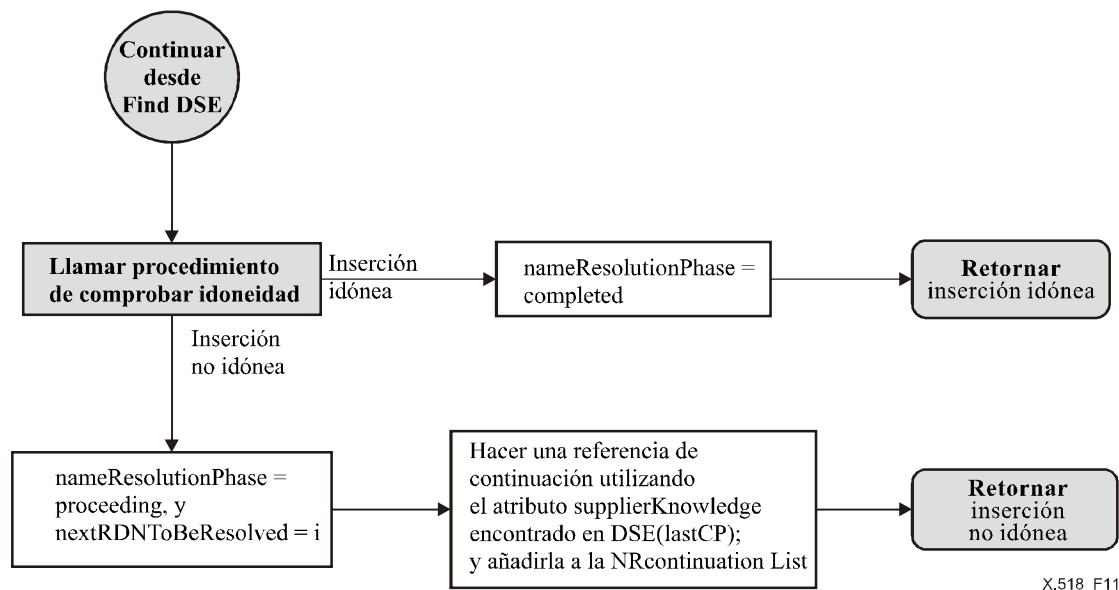 Continuar
desde
Find DSE
Llamar procedimiento
de comprobar idoneidad
Inserción
idónea
nameResolutionPhase =
completed
Retornar
inserción idónea
Inserción
no idónea
nameResolutionPhase =
proceeding, y
nextRDNToBeResolved = i
Hacer una referencia de
continuación utilizando
el atributo supplierKnowledge
encontrado en DSE(lastCP);
y añadirla a la NRcontinuation List
Retornar
inserción
no idónea
X.518_F11